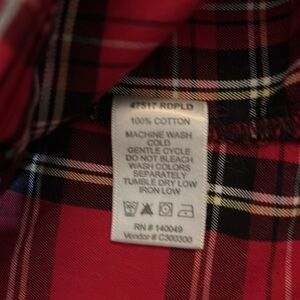 47517 RDPLD
100% COTTON
MACHINE WASH
COLD
GENTLE CYCLE
DO NOT BLEACH
WASH COLORS
SEPARATELY
TUMBLE DRY LOW
IRON LOW
RN # 140049
Vendor # C300300